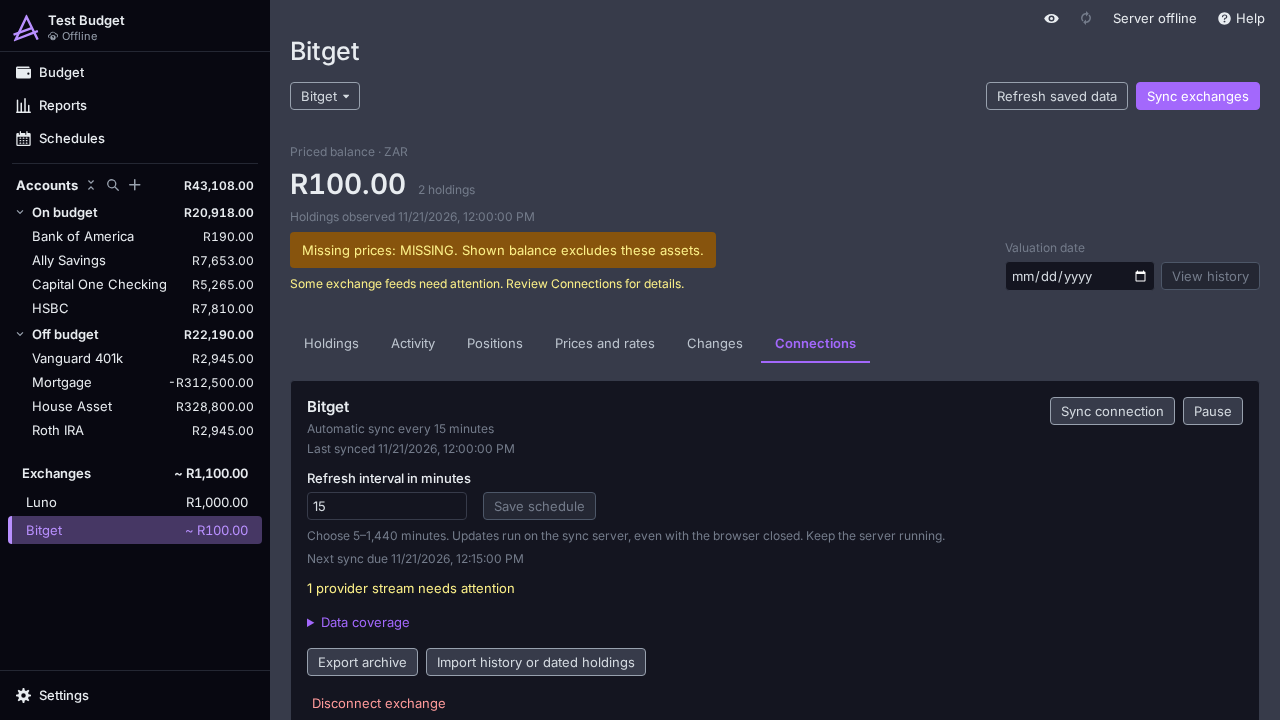 Test Budget
Offline
Budget
Reports
Schedules
Accounts R43,108.00
On budget R20,918.00
Bank of America R190.00
Ally Savings R7,653.00
Capital One Checking R5,265.00
HSBC R7,810.00
Off budget R22,190.00
Vanguard 401k R2,945.00
Mortgage -R312,500.00
House Asset R328,800.00
Roth IRA R2,945.00
Exchanges ~ R1,100.00
Luno R1,000.00
Bitget ~ R100.00
Settings
Server offline Help
Bitget
Bitget Refresh saved data Sync exchanges
Priced balance · ZAR
R100.00 2 holdings
Holdings observed 11/21/2026, 12:00:00 PM
Missing prices: MISSING. Shown balance excludes these assets.
Some exchange feeds need attention. Review Connections for details.
Valuation date
mm/dd/yyyy View history
Holdings Activity Positions Prices and rates Changes Connections
Bitget Sync connection Pause
Automatic sync every 15 minutes
Last synced 11/21/2026, 12:00:00 PM
Refresh interval in minutes
15 Save schedule
Choose 5–1,440 minutes. Updates run on the sync server, even with the browser closed. Keep the server running.
Next sync due 11/21/2026, 12:15:00 PM
1 provider stream needs attention
Data coverage
Export archive Import history or dated holdings
Disconnect exchange